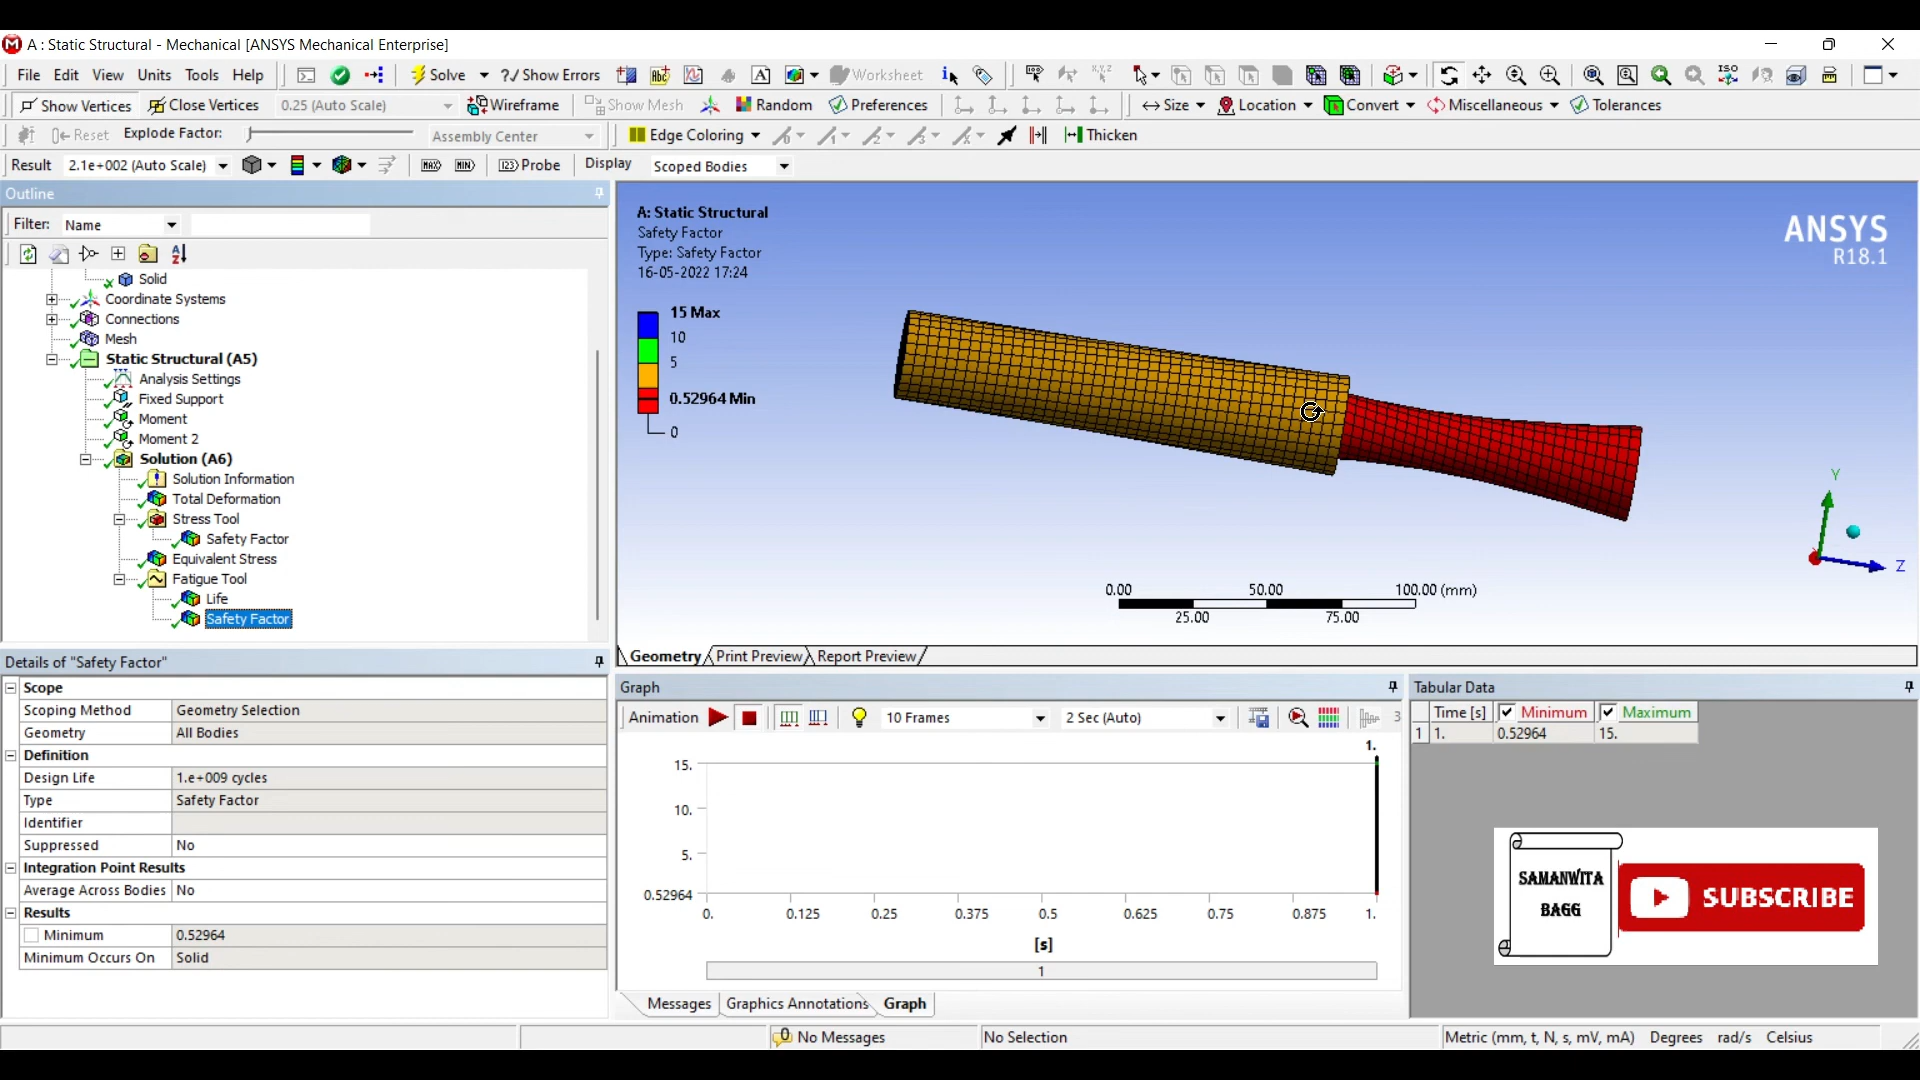 A : Static Structural - Mechanical [ANSYS Mechanical Enterprise]
File Edit View Units Tools Help Solve ?/ Show Errors Worksheet
Show Vertices Close Vertices 0.25 (Auto Scale) Wireframe Show Mesh Random Preferences Size Location Convert Miscellaneous Tolerances
Reset Explode Factor: Assembly Center Edge Coloring Thicken
Result 2.1e+002 (Auto Scale) MAX MIN Probe Display Scoped Bodies
Outline
Filter: Name
Solid
Coordinate Systems
Connections
Mesh
Static Structural (A5)
Analysis Settings
Fixed Support
Moment
Moment 2
Solution (A6)
Solution Information
Total Deformation
Stress Tool
Safety Factor
Equivalent Stress
Fatigue Tool
Life
Safety Factor
A: Static Structural
Safety Factor
Type: Safety Factor
16-05-2022 17:24
15 Max
10
5
0.52964 Min
0
ANSYS
R18.1
Y
Z
0.00 50.00 100.00 (mm)
25.00 75.00
Geometry Print Preview Report Preview
Details of "Safety Factor"
Scope
Scoping Method Geometry Selection
Geometry All Bodies
Definition
Design Life 1.e+009 cycles
Type Safety Factor
Identifier
Suppressed No
Integration Point Results
Average Across Bodies No
Results
Minimum 0.52964
Minimum Occurs On Solid
Graph
Animation 10 Frames 2 Sec (Auto) 3
1.
15.
10.
5.
0.52964
0. 0.125 0.25 0.375 0.5 0.625 0.75 0.875 1.
[s]
1
Messages Graphics Annotations Graph
Tabular Data
Time [s] Minimum Maximum
1 1. 0.52964 15.
SAMANWITA
BAGG
SUBSCRIBE
0 No Messages No Selection Metric (mm, t, N, s, mV, mA) Degrees rad/s Celsius